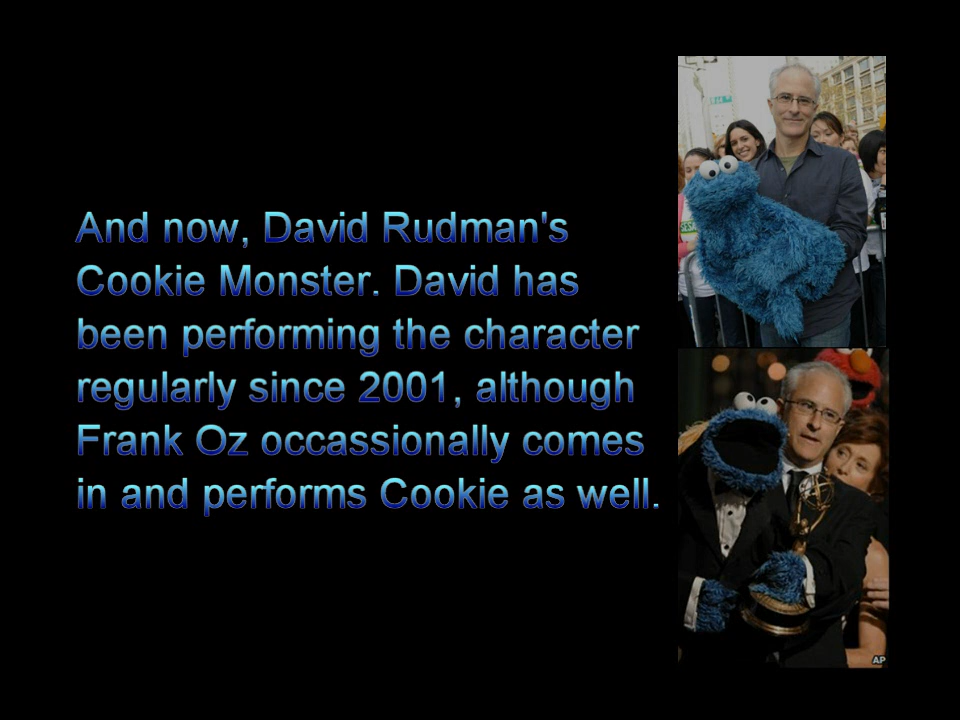 And now, David Rudman's
Cookie Monster. David has
been performing the character
regularly since 2001, although
Frank Oz occassionally comes
in and performs Cookie as well.
AP